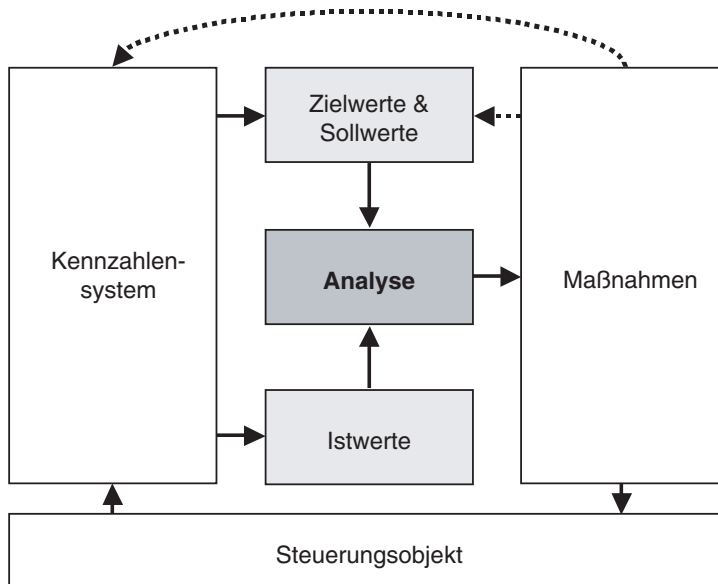 Zielwerte &
Sollwerte
Kennzahlen-
system
Analyse
Maßnahmen
Istwerte
Steuerungsobjekt